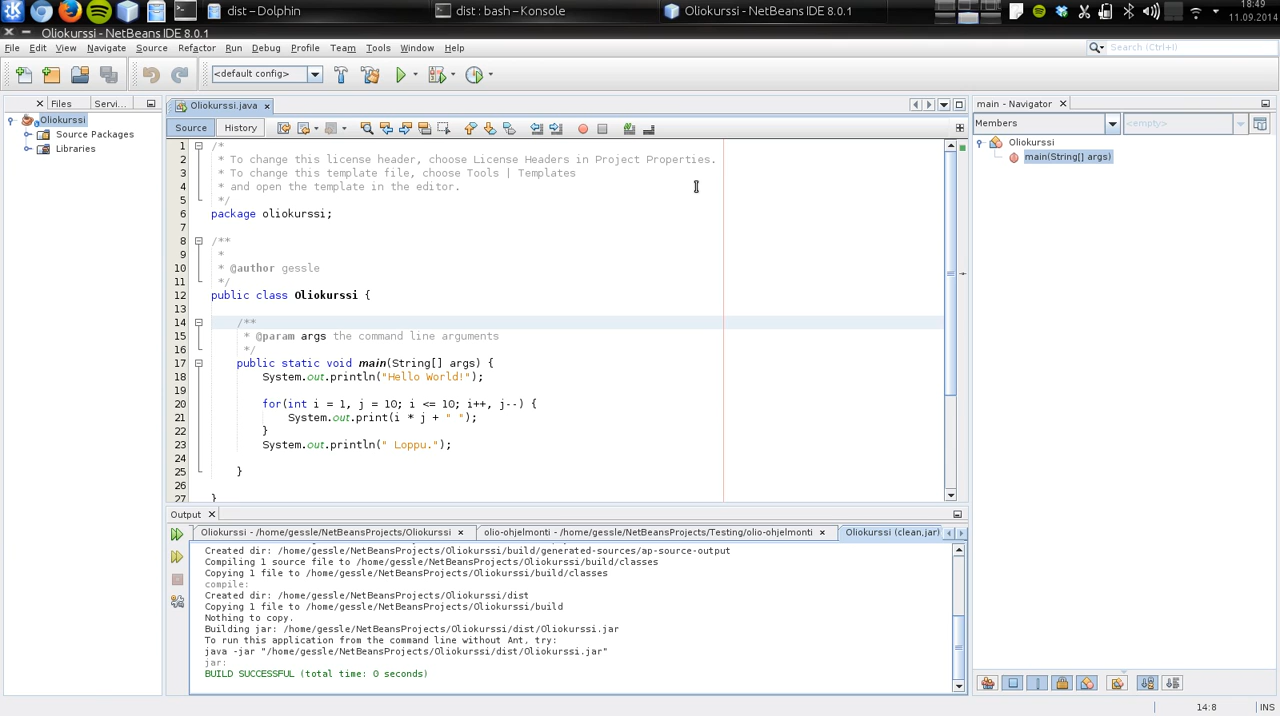 dist – Dolphin
dist : bash – Konsole
Oliokurssi – NetBeans IDE 8.0.1
18:49
11.09.2014
Oliokurssi - NetBeans IDE 8.0.1
File Edit View Navigate Source Refactor Run Debug Profile Team Tools Window Help
Search (Ctrl+I)
<default config>
Files Servi...
Oliokurssi
Source Packages
Libraries
Oliokurssi.java
Source History
1 /*
2 * To change this license header, choose License Headers in Project Properties.
3 * To change this template file, choose Tools | Templates
4 * and open the template in the editor.
5 */
6 package oliokurssi;
7
8 /**
9 *
10 * @author gessle
11 */
12 public class Oliokurssi {
13
14 /**
15 * @param args the command line arguments
16 */
17 public static void main(String[] args) {
18 System.out.println("Hello World!");
19
20 for(int i = 1, j = 10; i <= 10; i++, j--) {
21 System.out.print(i * j + " ");
22 }
23 System.out.println(" Loppu.");
24
25 }
26
27 }
main - Navigator
Members
<empty>
Oliokurssi
main(String[] args)
Output
Oliokurssi - /home/gessle/NetBeansProjects/Oliokurssi
olio-ohjelmonti - /home/gessle/NetBeansProjects/Testing/olio-ohjelmonti
Oliokurssi (clean,jar)
Created dir: /home/gessle/NetBeansProjects/Oliokurssi/build/generated-sources/ap-source-output
Compiling 1 source file to /home/gessle/NetBeansProjects/Oliokurssi/build/classes
Copying 1 file to /home/gessle/NetBeansProjects/Oliokurssi/build/classes
compile:
Created dir: /home/gessle/NetBeansProjects/Oliokurssi/dist
Copying 1 file to /home/gessle/NetBeansProjects/Oliokurssi/build
Nothing to copy.
Building jar: /home/gessle/NetBeansProjects/Oliokurssi/dist/Oliokurssi.jar
To run this application from the command line without Ant, try:
java -jar "/home/gessle/NetBeansProjects/Oliokurssi/dist/Oliokurssi.jar"
jar:
BUILD SUCCESSFUL (total time: 0 seconds)
14:8
INS